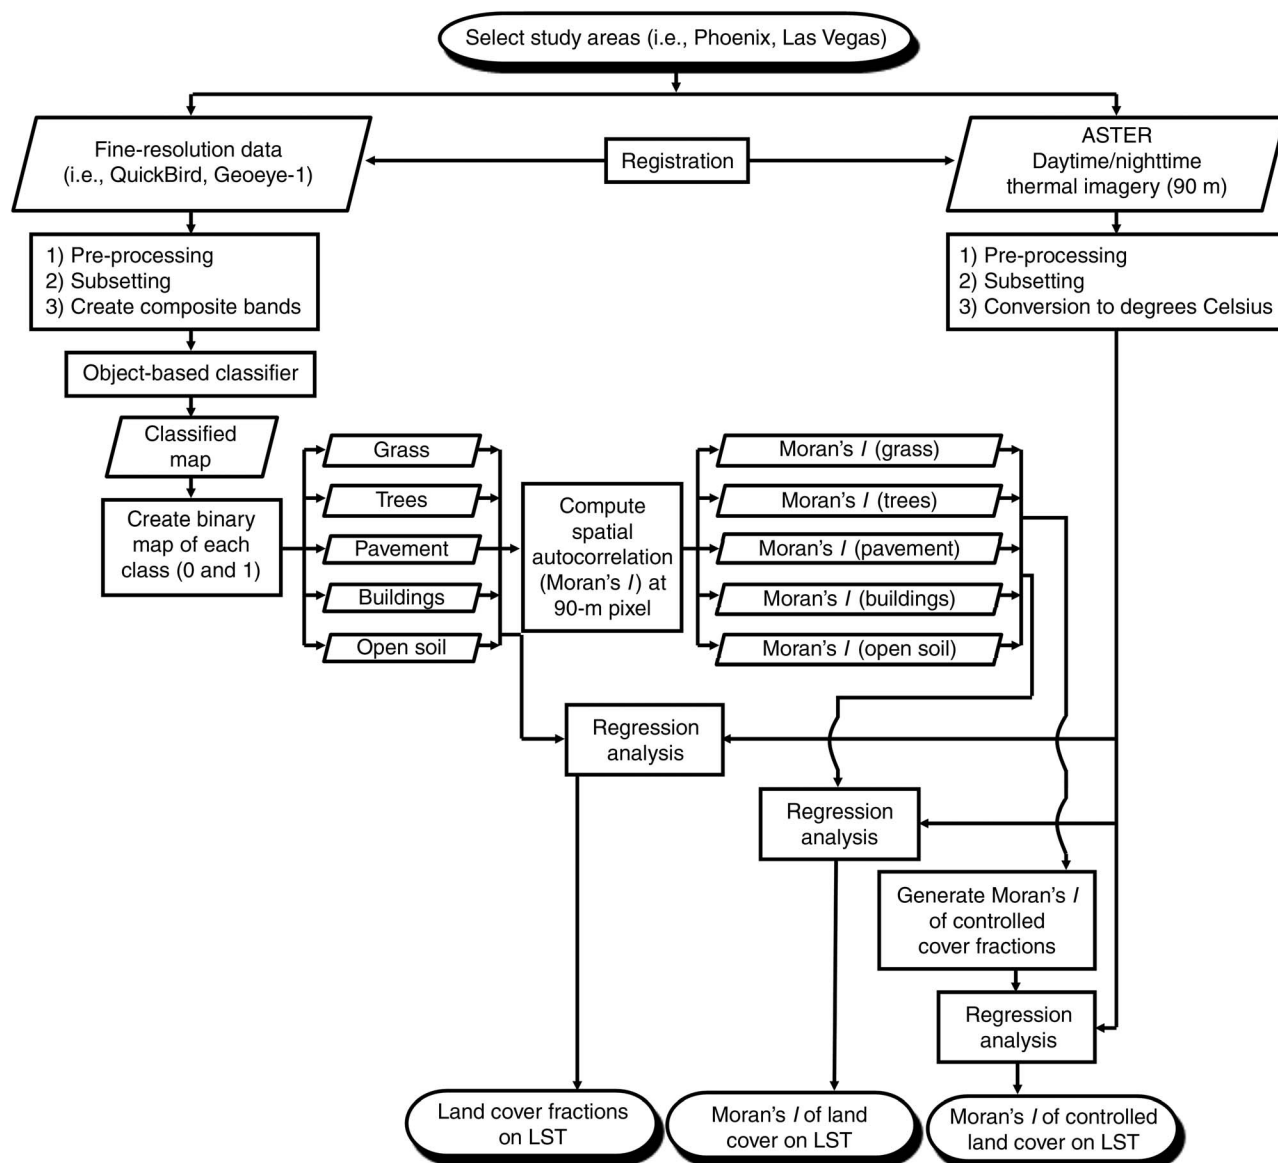 Select study areas (i.e., Phoenix, Las Vegas)
Fine-resolution data
(i.e., QuickBird, Geoeye-1)
Registration
ASTER
Daytime/nighttime
thermal imagery (90 m)
1) Pre-processing
2) Subsetting
3) Create composite bands
1) Pre-processing
2) Subsetting
3) Conversion to degrees Celsius
Object-based classifier
Classified
map
Create binary
map of each
class (0 and 1)
Grass
Trees
Pavement
Buildings
Open soil
Compute
spatial
autocorrelation
(Moran's I) at
90-m pixel
Moran's I (grass)
Moran's I (trees)
Moran's I (pavement)
Moran's I (buildings)
Moran's I (open soil)
Regression
analysis
Regression
analysis
Generate Moran's I
of controlled
cover fractions
Regression
analysis
Land cover fractions
on LST
Moran's I of land
cover on LST
Moran's I of controlled
land cover on LST